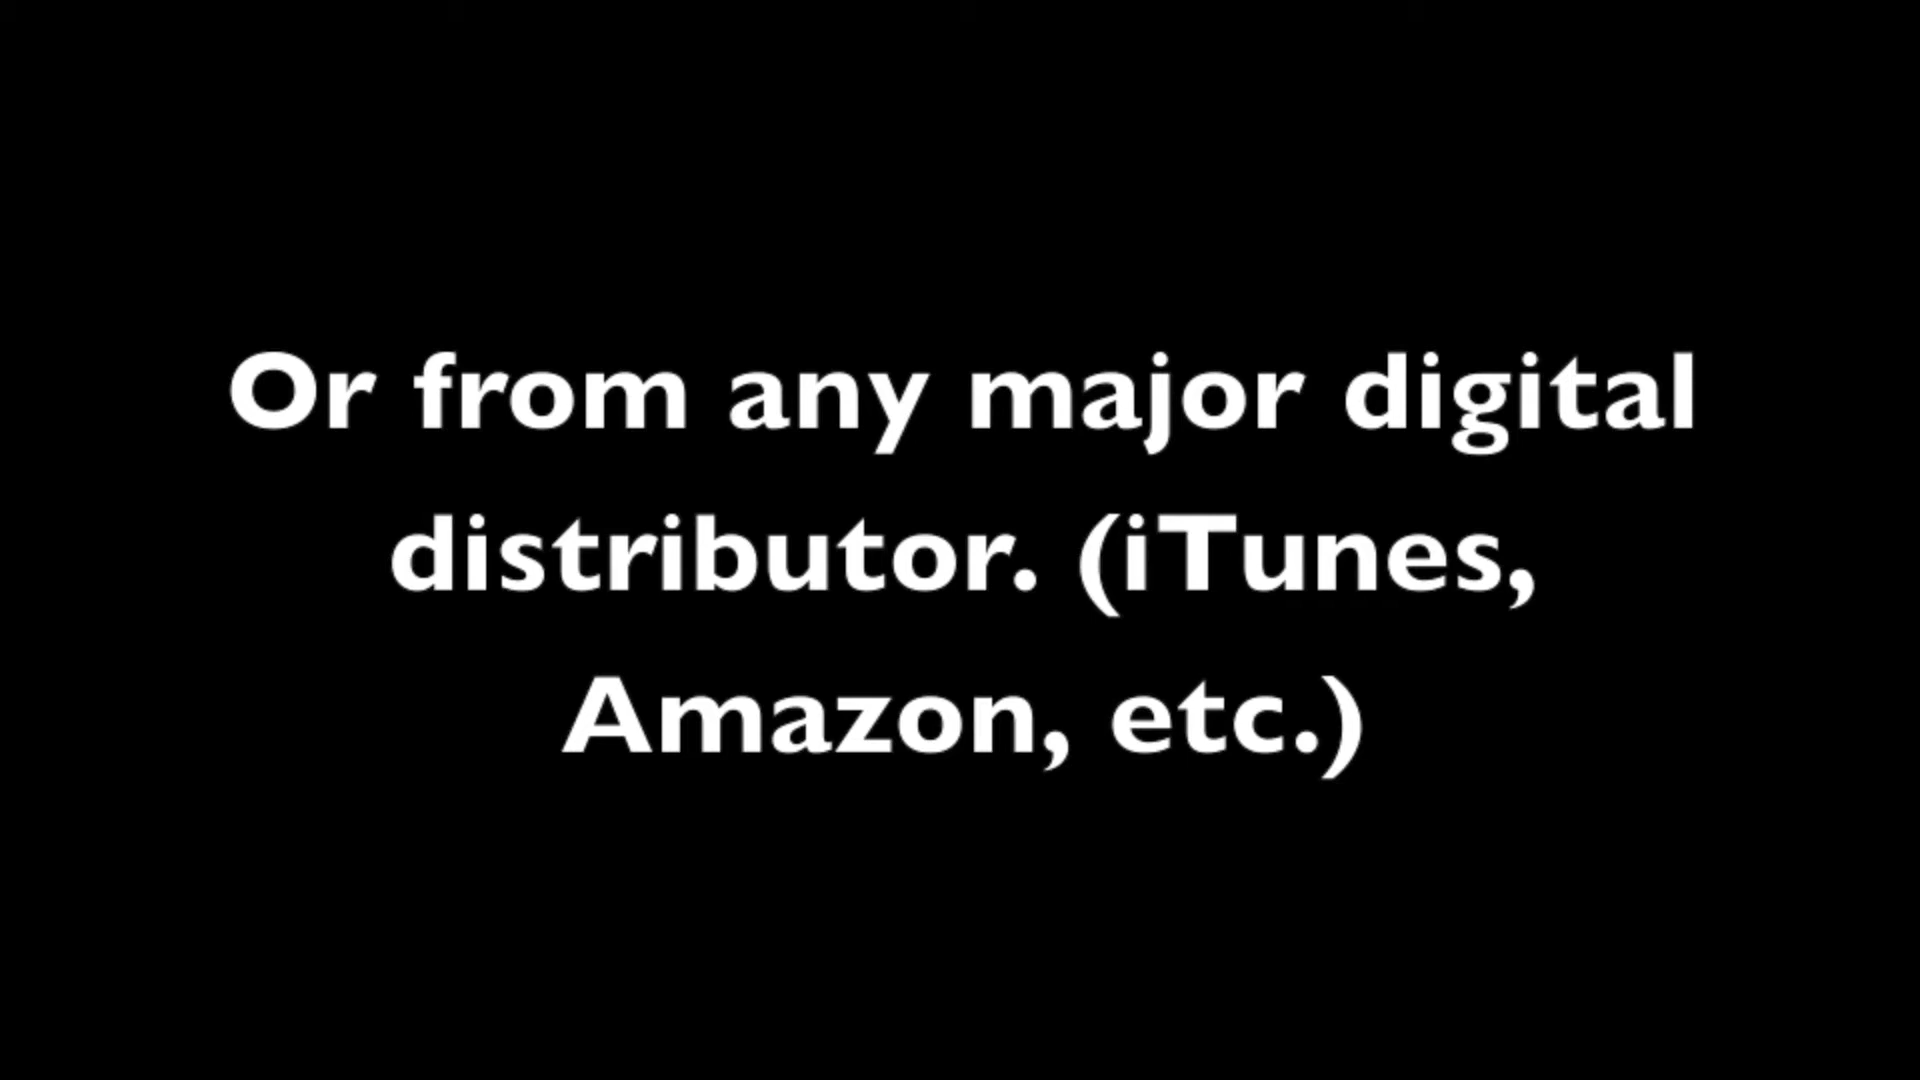 Or from any major digital
distributor. (iTunes,
Amazon, etc.)